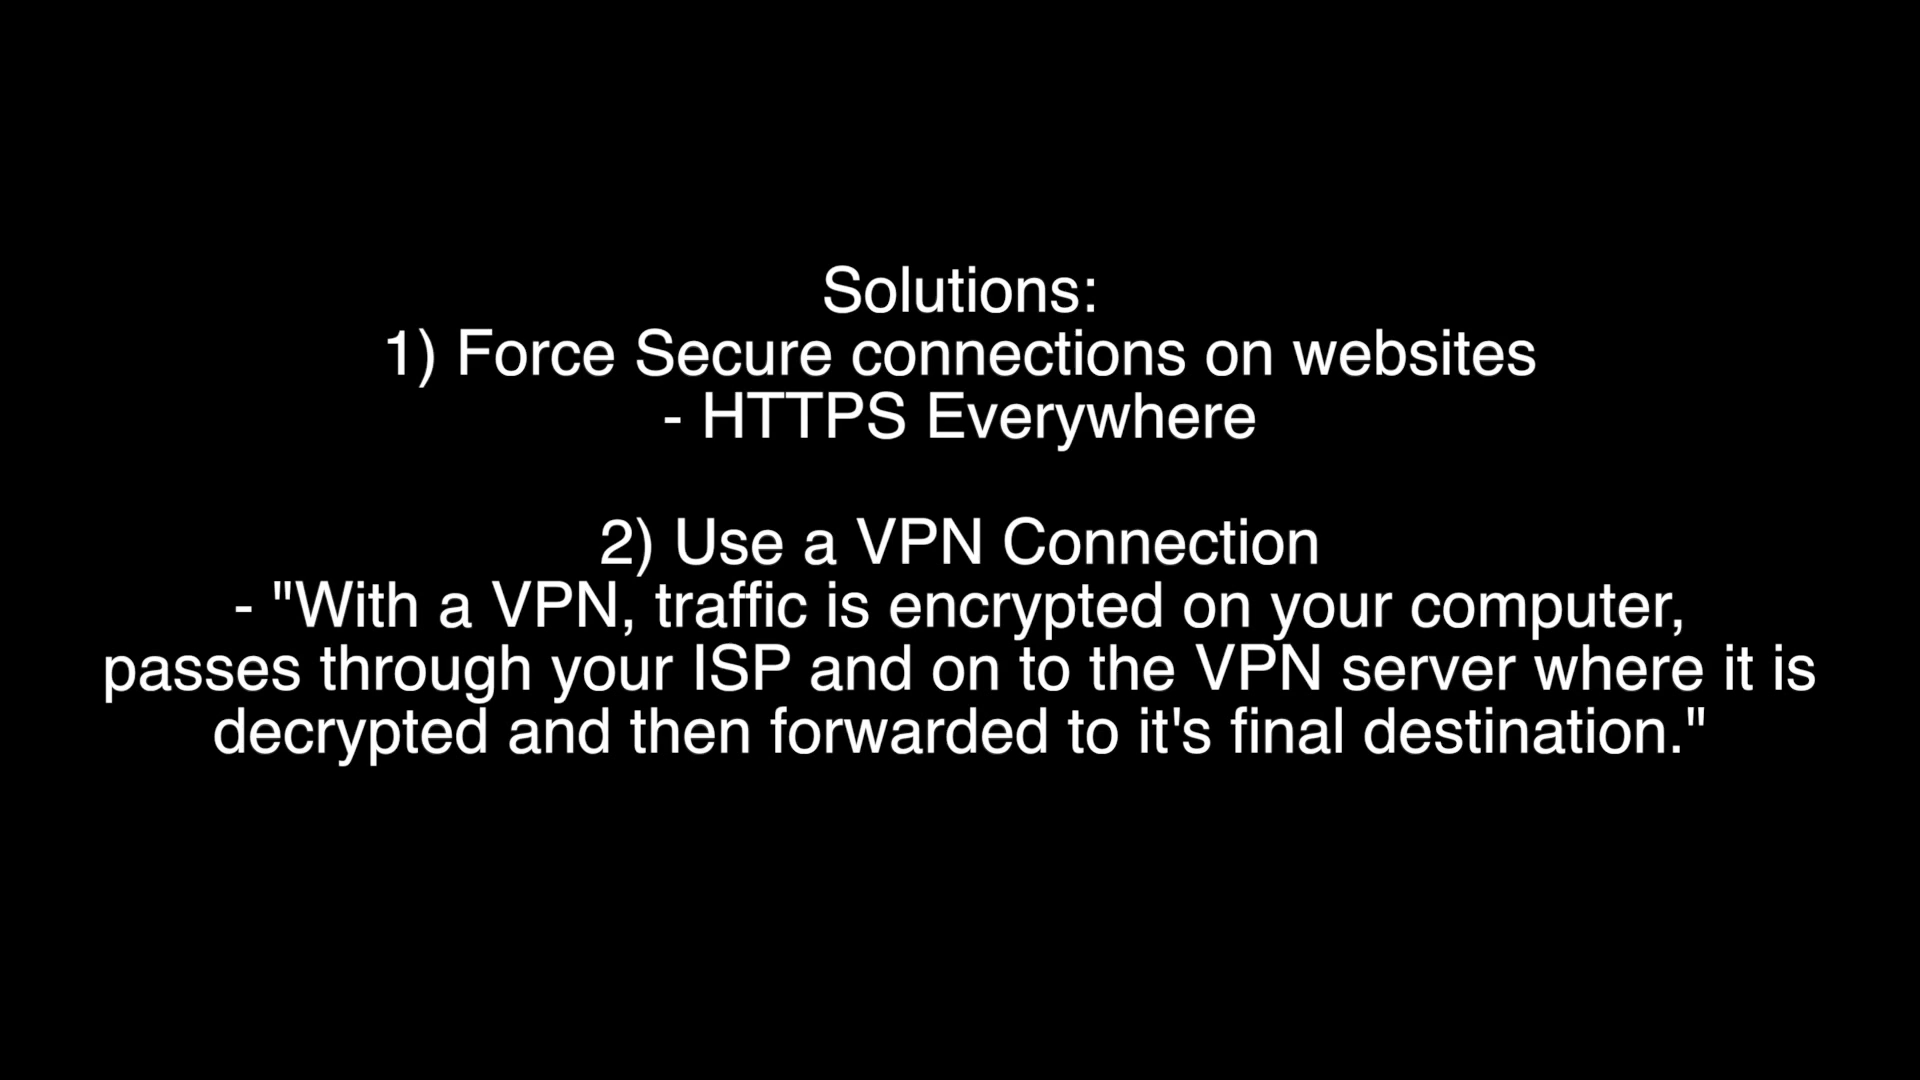 Solutions:
1) Force Secure connections on websites
- HTTPS Everywhere
2) Use a VPN Connection
- "With a VPN, traffic is encrypted on your computer,
passes through your ISP and on to the VPN server where it is
decrypted and then forwarded to it's final destination."